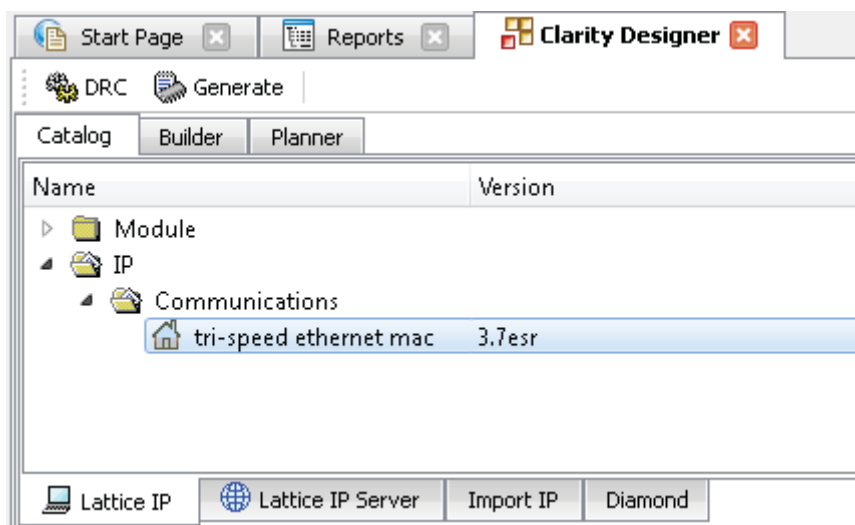 Start Page Reports Clarity Designer
DRC Generate
Catalog Builder Planner
Name Version
Module
IP
Communications
tri-speed ethernet mac 3.7esr
Lattice IP Lattice IP Server Import IP Diamond